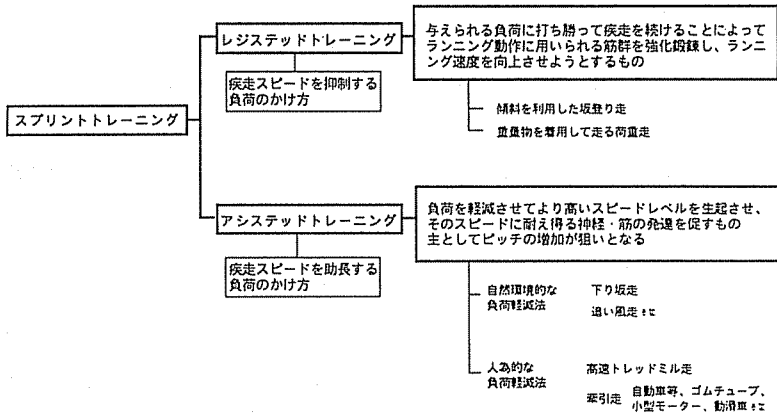 スプリントトレーニング
レジステッドトレーニング
疾走スピードを抑制する
負荷のかけ方
与えられる負荷に打ち勝って疾走を続けることによって
ランニング動作に用いられる筋群を強化鍛錬し、ランニ
ング速度を向上させようとするもの
傾斜を利用した坂登り走
重量物を着用して走る荷重走
アシステッドトレーニング
疾走スピードを助長する
負荷のかけ方
負荷を軽減させてより高いスピードレベルを生起させ、
そのスピードに耐え得る神経・筋の発達を促すもの
主としてピッチの増加が狙いとなる
自然環境的な
負荷軽減法
下り坂走
追い風走 etc
人為的な
負荷軽減法
高速トレッドミル走
牽引走
自動車等、ゴムチューブ、
小型モーター、動滑車 etc